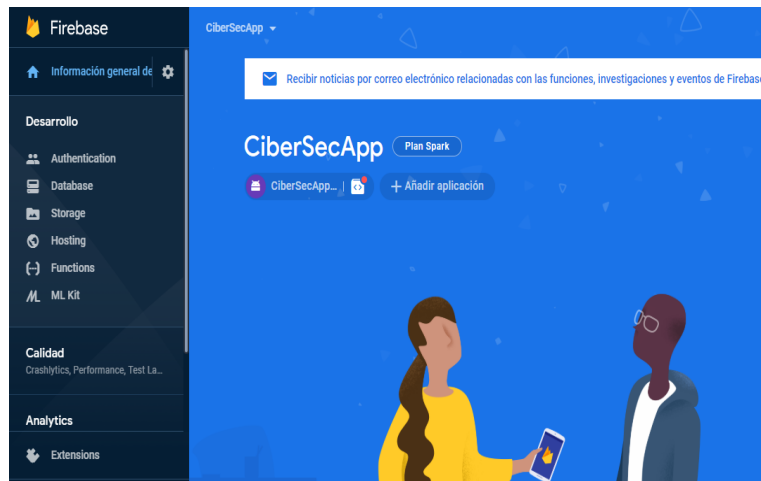 Firebase
CiberSecApp
Información general de
Recibir noticias por correo electrónico relacionadas con las funciones, investigaciones y eventos de Firebase
Desarrollo
Authentication
Database
Storage
Hosting
Functions
ML Kit
Calidad
Crashlytics, Performance, Test La...
Analytics
Extensions
CiberSecApp
Plan Spark
CiberSecApp...
+ Añadir aplicación